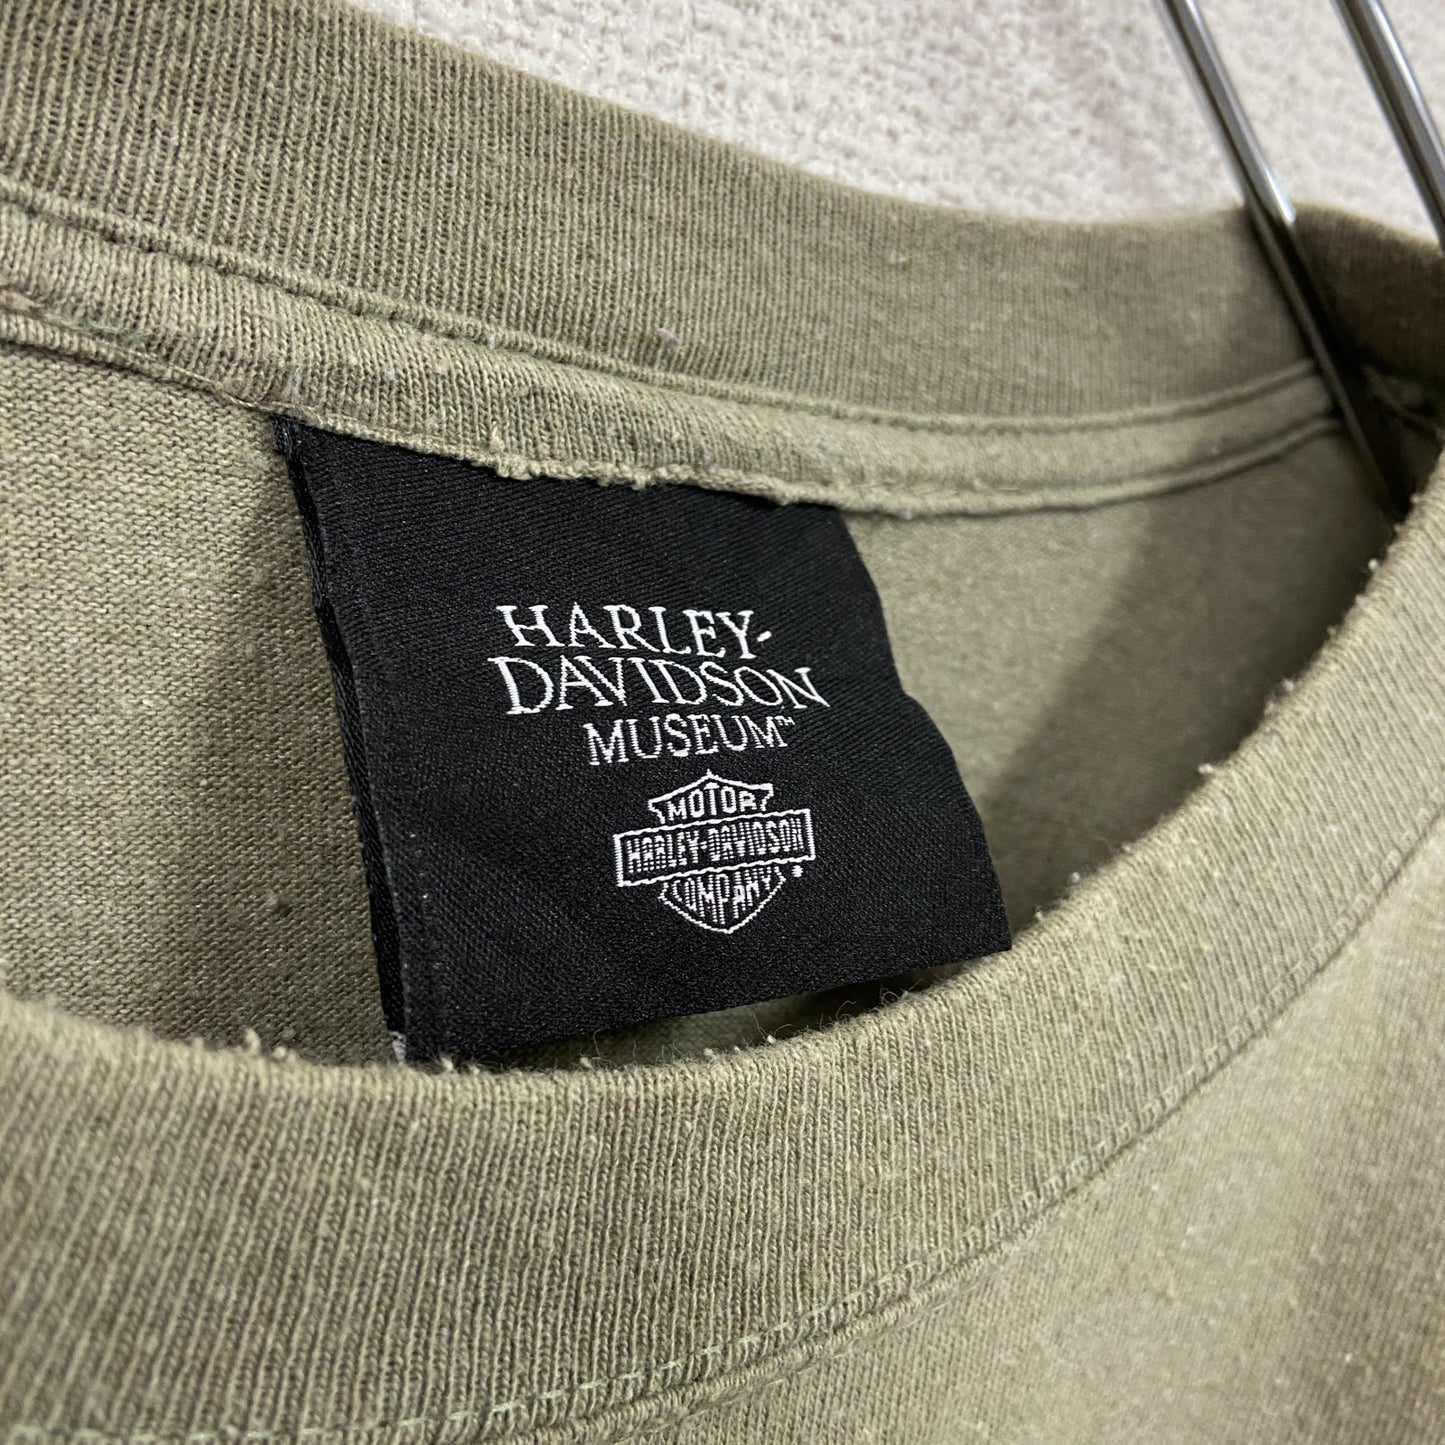 HARLEY-
DAVIDSON
MUSEUM™
MOTOR
HARLEY-DAVIDSON
COMPANY
®